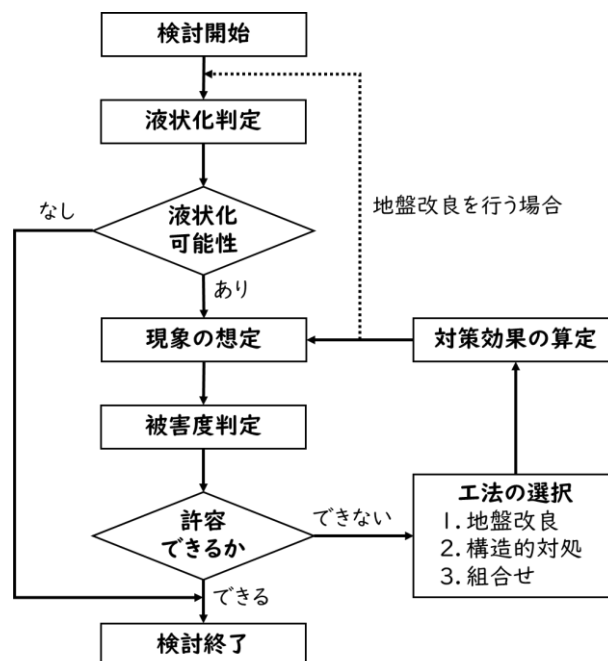 検討開始
液状化判定
なし
液状化
可能性
地盤改良を行う場合
あり
現象の想定
対策効果の算定
被害度判定
許容
できるか
できない
工法の選択
1. 地盤改良
2. 構造的対処
3. 組合せ
できる
検討終了